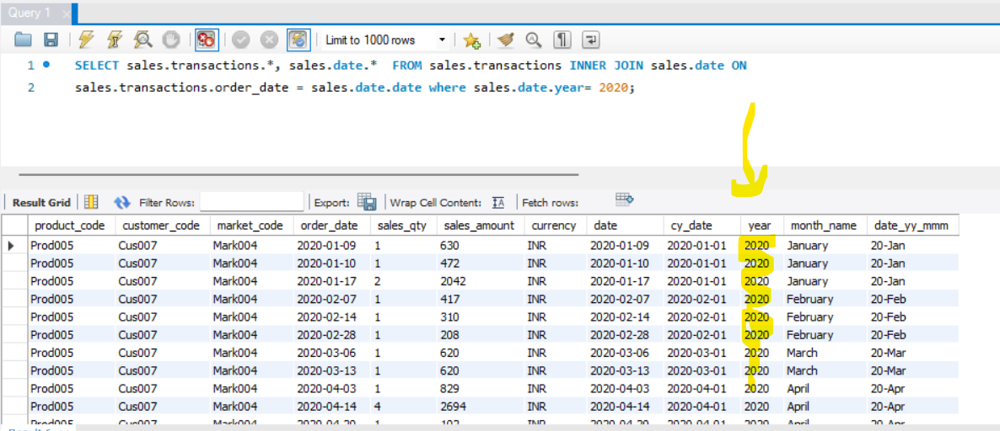 Query 1
Limit to 1000 rows
1 SELECT sales.transactions.*, sales.date.* FROM sales.transactions INNER JOIN sales.date ON
2 sales.transactions.order_date = sales.date.date where sales.date.year= 2020;
Result Grid Filter Rows: Export: Wrap Cell Content: Fetch rows:
product_code customer_code market_code order_date sales_qty sales_amount currency date cy_date year month_name date_yy_mmm
Prod005 Cus007 Mark004 2020-01-09 1 630 INR 2020-01-09 2020-01-01 2020 January 20-Jan
Prod005 Cus007 Mark004 2020-01-10 1 472 INR 2020-01-10 2020-01-01 2020 January 20-Jan
Prod005 Cus007 Mark004 2020-01-17 2 2042 INR 2020-01-17 2020-01-01 2020 January 20-Jan
Prod005 Cus007 Mark004 2020-02-07 1 417 INR 2020-02-07 2020-02-01 2020 February 20-Feb
Prod005 Cus007 Mark004 2020-02-14 1 310 INR 2020-02-14 2020-02-01 2020 February 20-Feb
Prod005 Cus007 Mark004 2020-02-28 1 208 INR 2020-02-28 2020-02-01 2020 February 20-Feb
Prod005 Cus007 Mark004 2020-03-06 1 620 INR 2020-03-06 2020-03-01 2020 March 20-Mar
Prod005 Cus007 Mark004 2020-03-13 1 620 INR 2020-03-13 2020-03-01 2020 March 20-Mar
Prod005 Cus007 Mark004 2020-04-03 1 829 INR 2020-04-03 2020-04-01 2020 April 20-Apr
Prod005 Cus007 Mark004 2020-04-14 4 2694 INR 2020-04-14 2020-04-01 2020 April 20-Apr